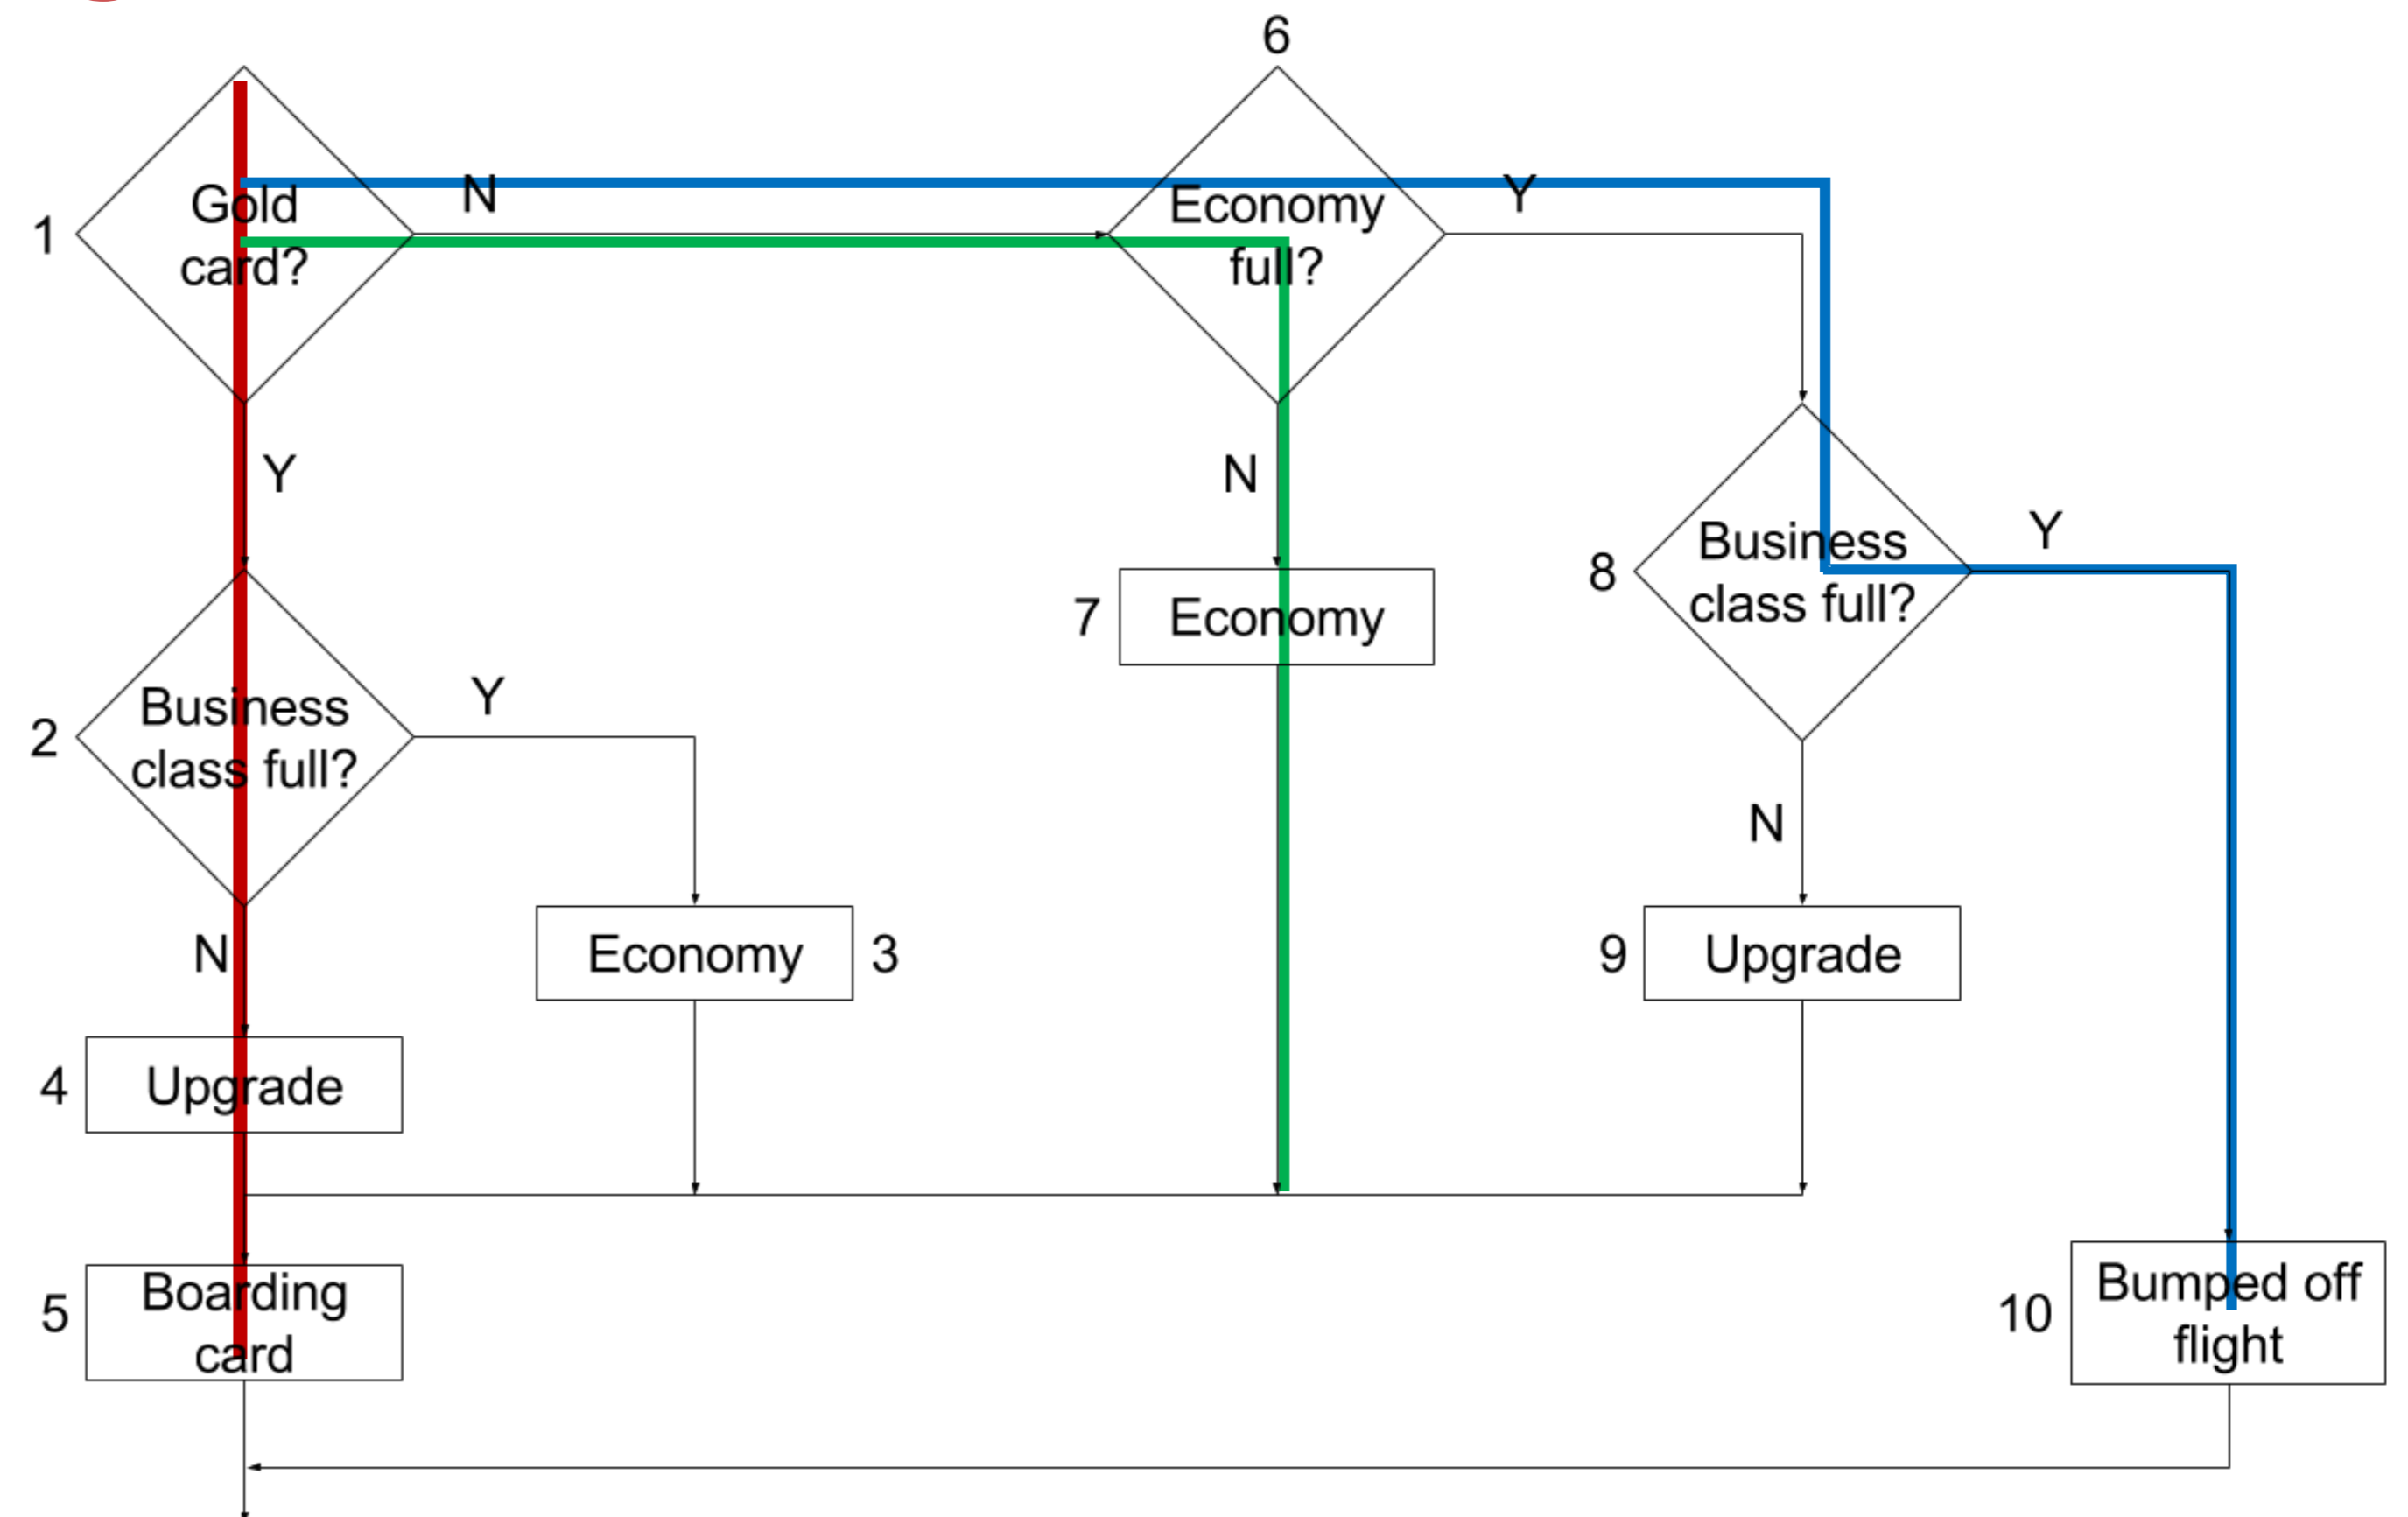 6
1
Gold
card?
N
Economy
full?
Y
Y
N
7
Economy
8
Business
class full?
Y
2
Business
class full?
Y
N
N
Economy
3
9
Upgrade
4
Upgrade
5
Boarding
card
10
Bumped off
flight